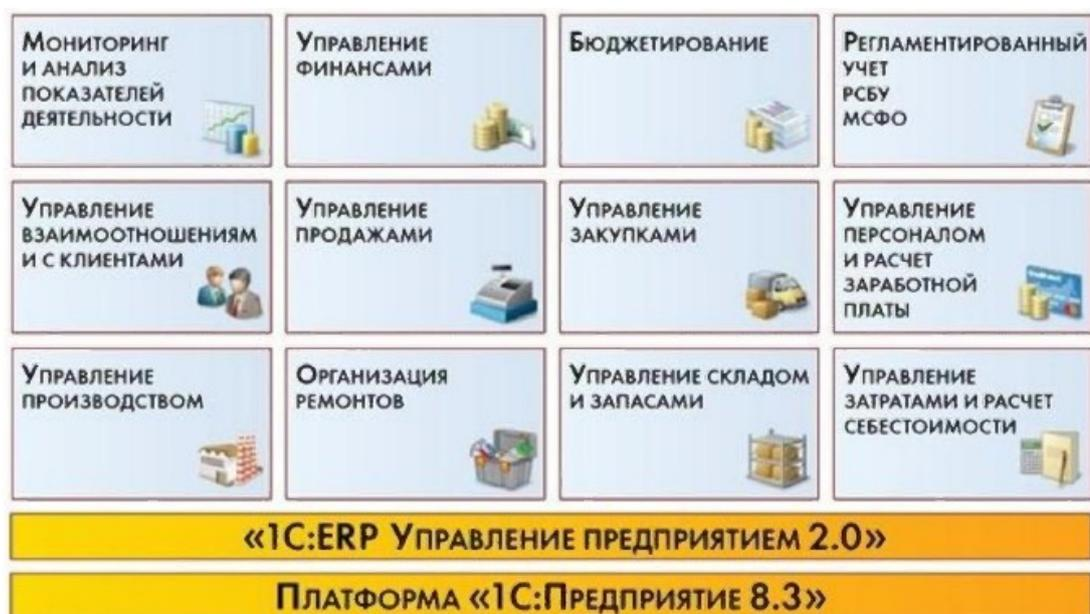 Мониторинг
и анализ
показателей
деятельности
Управление
финансами
Бюджетирование
Регламентированный
учет
РСБУ
МСФО
Управление
взаимоотношениям
и с клиентами
Управление
продажами
Управление
закупками
Управление
персоналом
и расчет
заработной
платы
Управление
производством
Организация
ремонтов
Управление складом
и запасами
Управление
затратами и расчет
себестоимости
«1С:ERP Управление предприятием 2.0»
Платформа «1С:Предприятие 8.3»